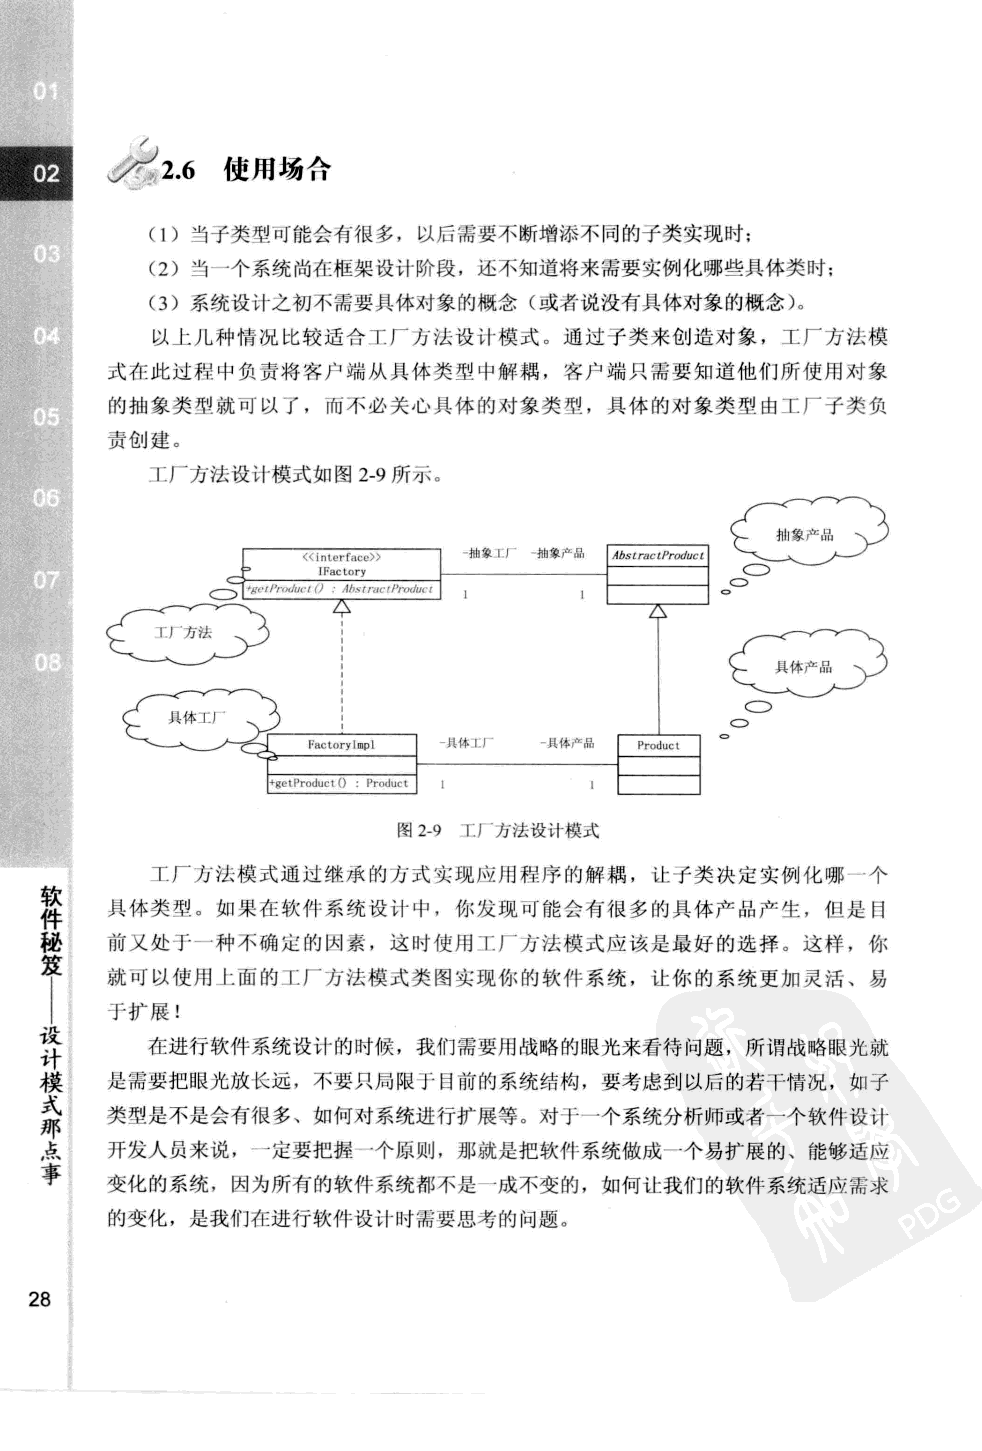 01
02
03
04
05
06
07
08
2.6 使用场合
（1）当子类型可能会有很多，以后需要不断增添不同的子类实现时；
（2）当一个系统尚在框架设计阶段，还不知道将来需要实例化哪些具体类时；
（3）系统设计之初不需要具体对象的概念（或者说没有具体对象的概念）。
以上几种情况比较适合工厂方法设计模式。通过子类来创造对象，工厂方法模
式在此过程中负责将客户端从具体类型中解耦，客户端只需要知道他们所使用对象
的抽象类型就可以了，而不必关心具体的对象类型，具体的对象类型由工厂子类负
责创建。
工厂方法设计模式如图 2-9 所示。
抽象产品
<<interface>>
IFactory
+getProduct() : AbstractProduct
-抽象工厂 -抽象产品
1 1
AbstractProduct
工厂方法
具体产品
具体工厂
FactoryImpl
+getProduct() : Product
-具体工厂 -具体产品
1 1
Product
图 2-9 工厂方法设计模式
工厂方法模式通过继承的方式实现应用程序的解耦，让子类决定实例化哪一个
具体类型。如果在软件系统设计中，你发现可能会有很多的具体产品产生，但是目
前又处于一种不确定的因素，这时使用工厂方法模式应该是最好的选择。这样，你
就可以使用上面的工厂方法模式类图实现你的软件系统，让你的系统更加灵活、易
于扩展！
在进行软件系统设计的时候，我们需要用战略的眼光来看待问题，所谓战略眼光就
是需要把眼光放长远，不要只局限于目前的系统结构，要考虑到以后的若干情况，如子
类型是不是会有很多、如何对系统进行扩展等。对于一个系统分析师或者一个软件设计
开发人员来说，一定要把握一个原则，那就是把软件系统做成一个易扩展的、能够适应
变化的系统，因为所有的软件系统都不是一成不变的，如何让我们的软件系统适应需求
的变化，是我们在进行软件设计时需要思考的问题。
软件秘笈——设计模式那点事
28
PDG